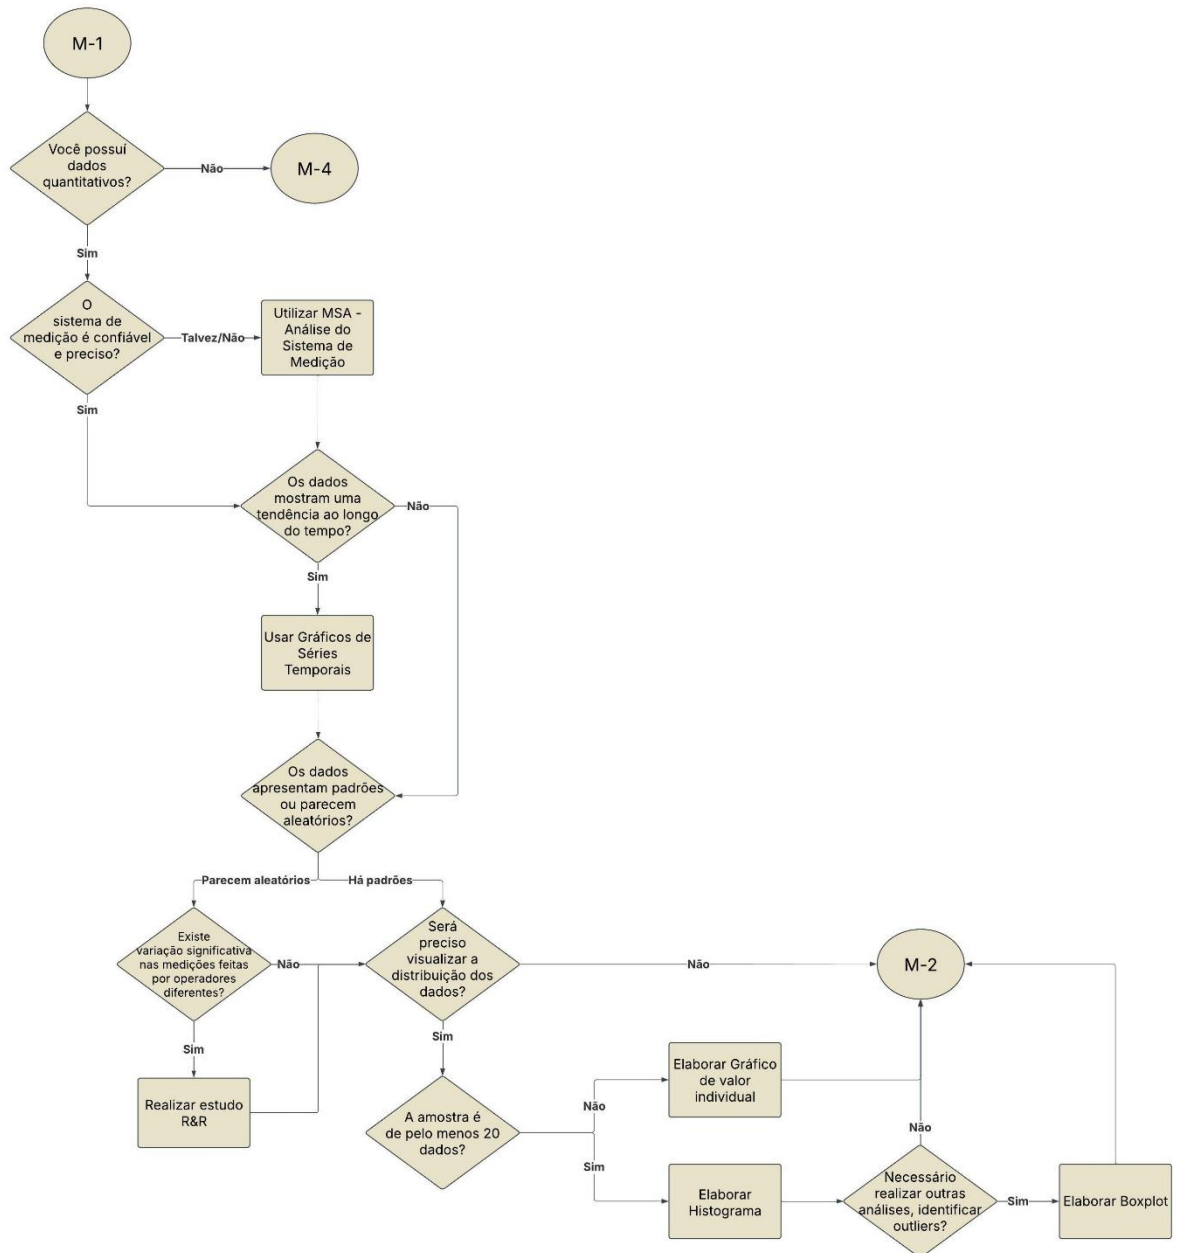 M-1
Você possuí
dados
quantitativos?
Não
M-4
Sim
O
sistema de
medição é confiável
e preciso?
Talvez/Não
Utilizar MSA -
Análise do
Sistema de
Medição
Sim
Os dados
mostram uma
tendência ao longo
do tempo?
Não
Sim
Usar Gráficos de
Séries
Temporais
Os dados
apresentam padrões
ou parecem
aleatórios?
Parecem aleatórios
Há padrões
Existe
variação significativa
nas medições feitas
por operadores
diferentes?
Não
Será
preciso
visualizar a
distribuição dos
dados?
Não
M-2
Sim
Realizar estudo
R&R
Sim
A amostra é
de pelo menos 20
dados?
Não
Elaborar Gráfico
de valor
individual
Sim
Elaborar
Histograma
Não
Necessário
realizar outras
análises, identificar
outliers?
Sim
Elaborar Boxplot